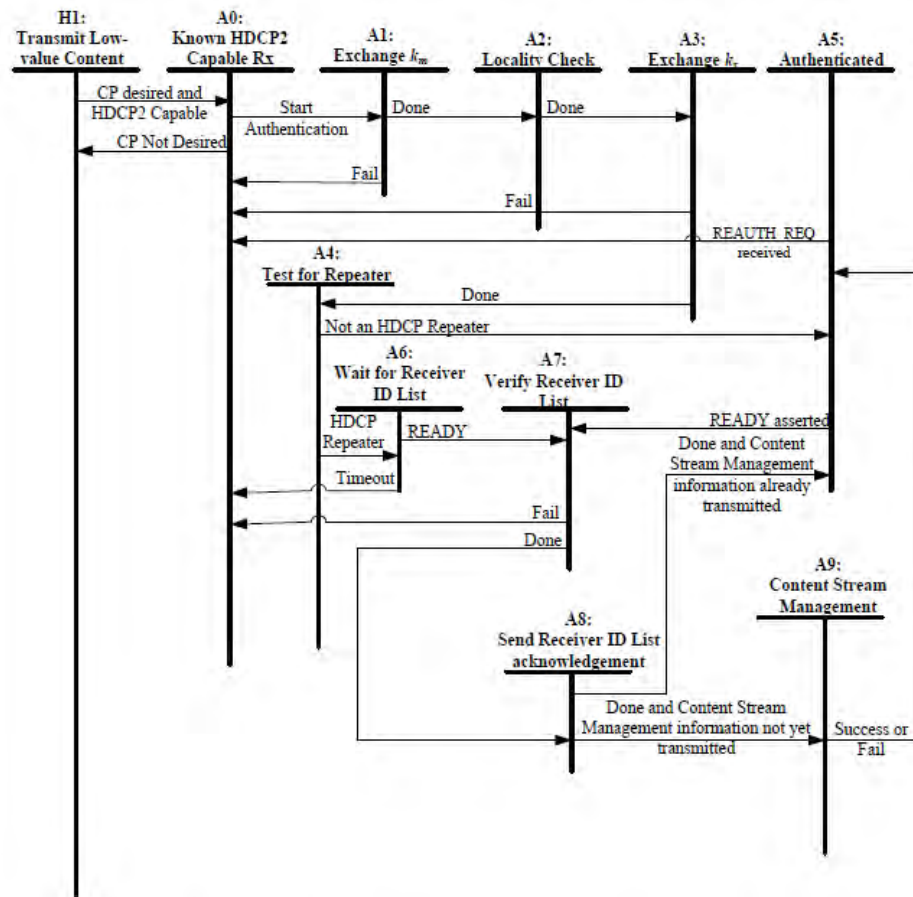 H1:
Transmit Low-
value Content
A0:
Known HDCP2
Capable Rx
A1:
Exchange km
A2:
Locality Check
A3:
Exchange kr
A5:
Authenticated
CP desired and
HDCP2 Capable
Start
Authentication
Done
Done
CP Not Desired
Fail
Fail
REAUTH_REQ
received
A4:
Test for Repeater
Done
Not an HDCP Repeater
A6:
Wait for Receiver
ID List
A7:
Verify Receiver ID
List
HDCP
Repeater
READY
READY asserted
Done and Content
Stream Management
information already
transmitted
Timeout
Fail
Done
A9:
Content Stream
Management
A8:
Send Receiver ID List
acknowledgement
Done and Content Stream
Management information not yet
transmitted
Success or
Fail